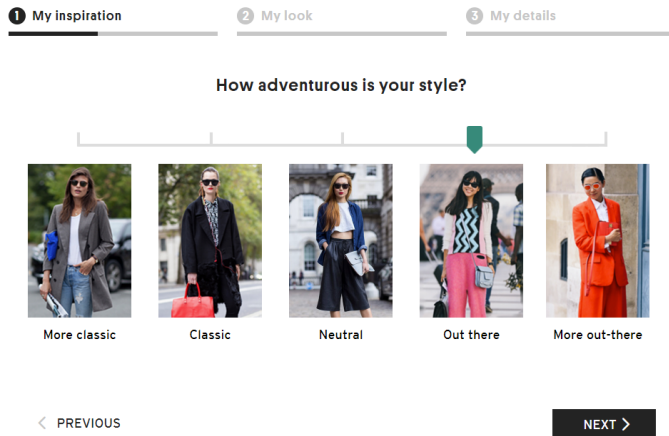 1 My inspiration
2 My look
3 My details
How adventurous is your style?
More classic
Classic
Neutral
Out there
More out-there
PREVIOUS
NEXT